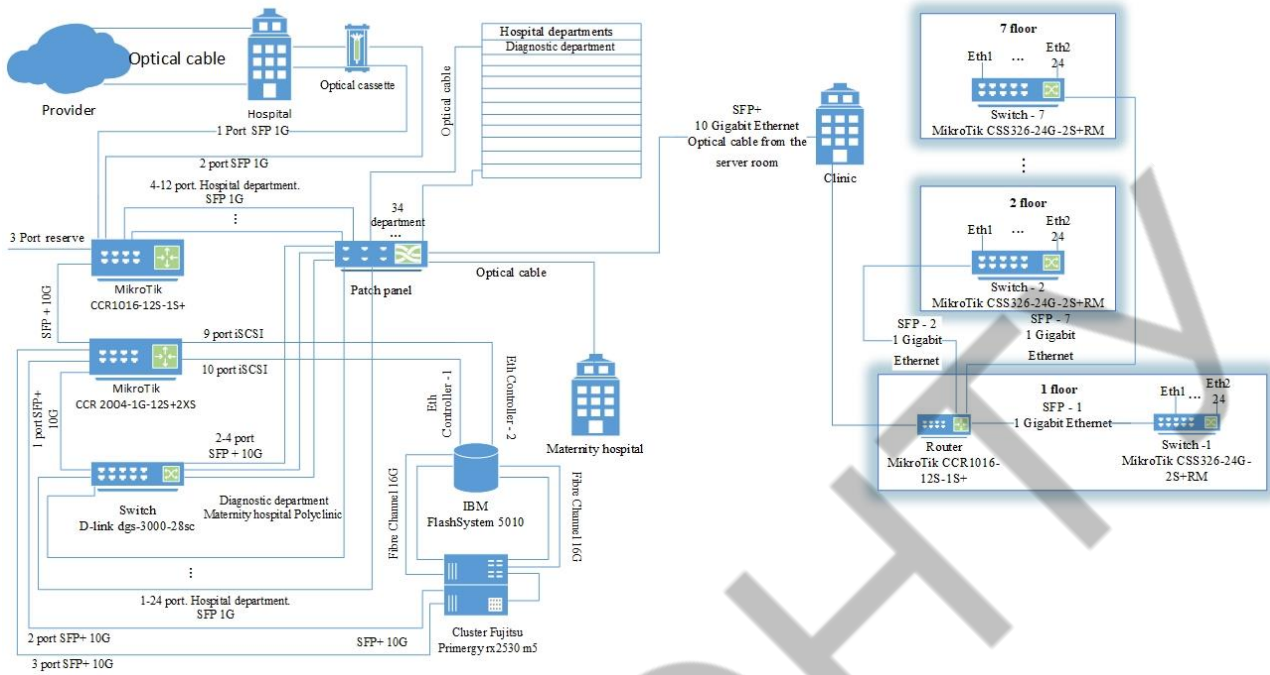 Optical cable
Provider
Hospital
Optical cassette
1 Port SFP 1G
2 port SFP 1G
4-12 port. Hospital department.
SFP 1G
⋮
3 Port reserve
MikroTik
CCR1016-12S-1S+
SFP + 10G
MikroTik
CCR 2004-1G-12S+2XS
9 port iSCSI
10 port iSCSI
1 port SFP+
10G
2-4 port
SFP + 10G
Switch
D-link dgs-3000-28sc
Diagnostic department
Maternity hospital Polyclinic
⋮
1-24 port. Hospital department.
SFP 1G
2 port SFP+ 10G
3 port SFP+ 10G
SFP+ 10G
Optical cable
Hospital departments
Diagnostic department
34
department
...
Patch panel
Optical cable
Eth
Controller -1
Eth Controller - 2
IBM
FlashSystem 5010
Fibre Channel 16G
Fibre Channel 16G
Cluster Fujitsu
Primergy rx2530 m5
Maternity hospital
SFP+
10 Gigabit Ethernet
Optical cable from the
server room
Clinic
7 floor
Eth1 ... Eth2
24
Switch - 7
MikroTik CSS326-24G-2S+RM
⋮
2 floor
Eth1 ... Eth2
24
Switch - 2
MikroTik CSS326-24G-2S+RM
SFP - 2
1 Gigabit
Ethernet
SFP - 7
1 Gigabit
Ethernet
1 floor
SFP - 1
1 Gigabit Ethernet
Eth1 ... Eth2
24
Router
MikroTik CCR1016-
12S-1S+
Switch -1
MikroTik CSS326-24G-
2S+RM